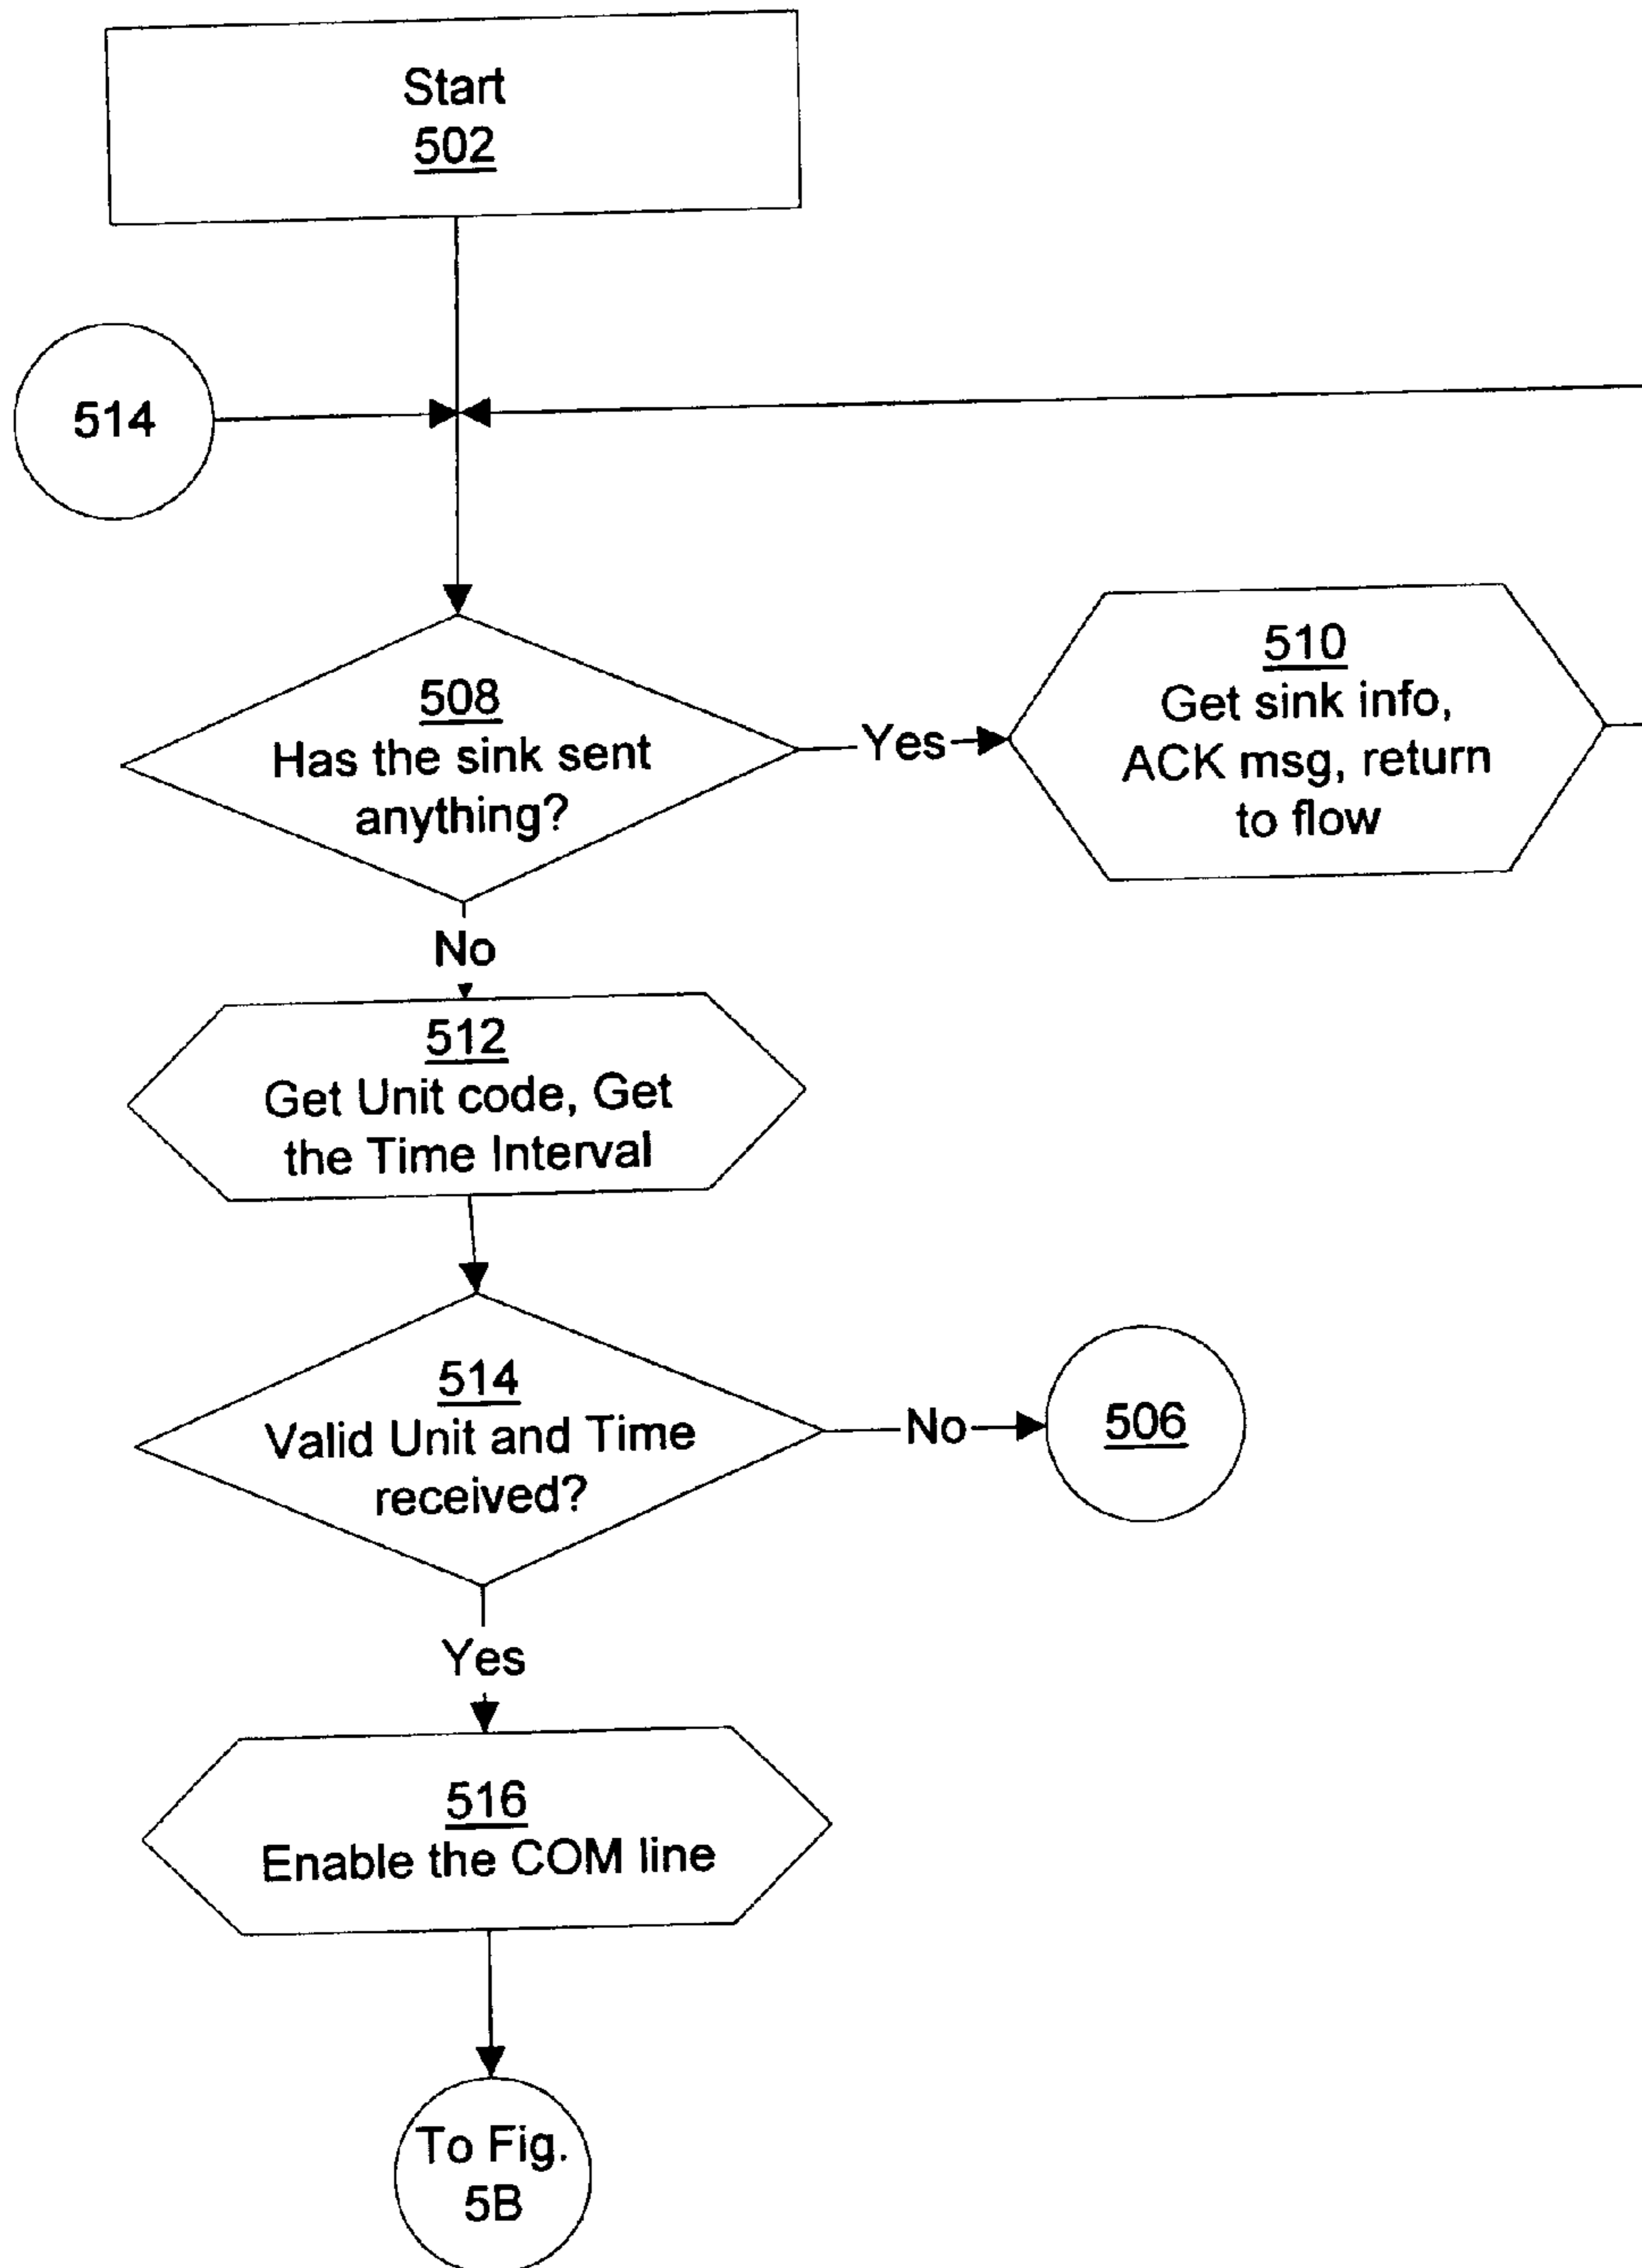 Start
502
514
508
Has the sink sent
anything?
Yes
510
Get sink info,
ACK msg, return
to flow
No
512
Get Unit code, Get
the Time Interval
514
Valid Unit and Time
received?
No
506
Yes
516
Enable the COM line
To Fig.
5B